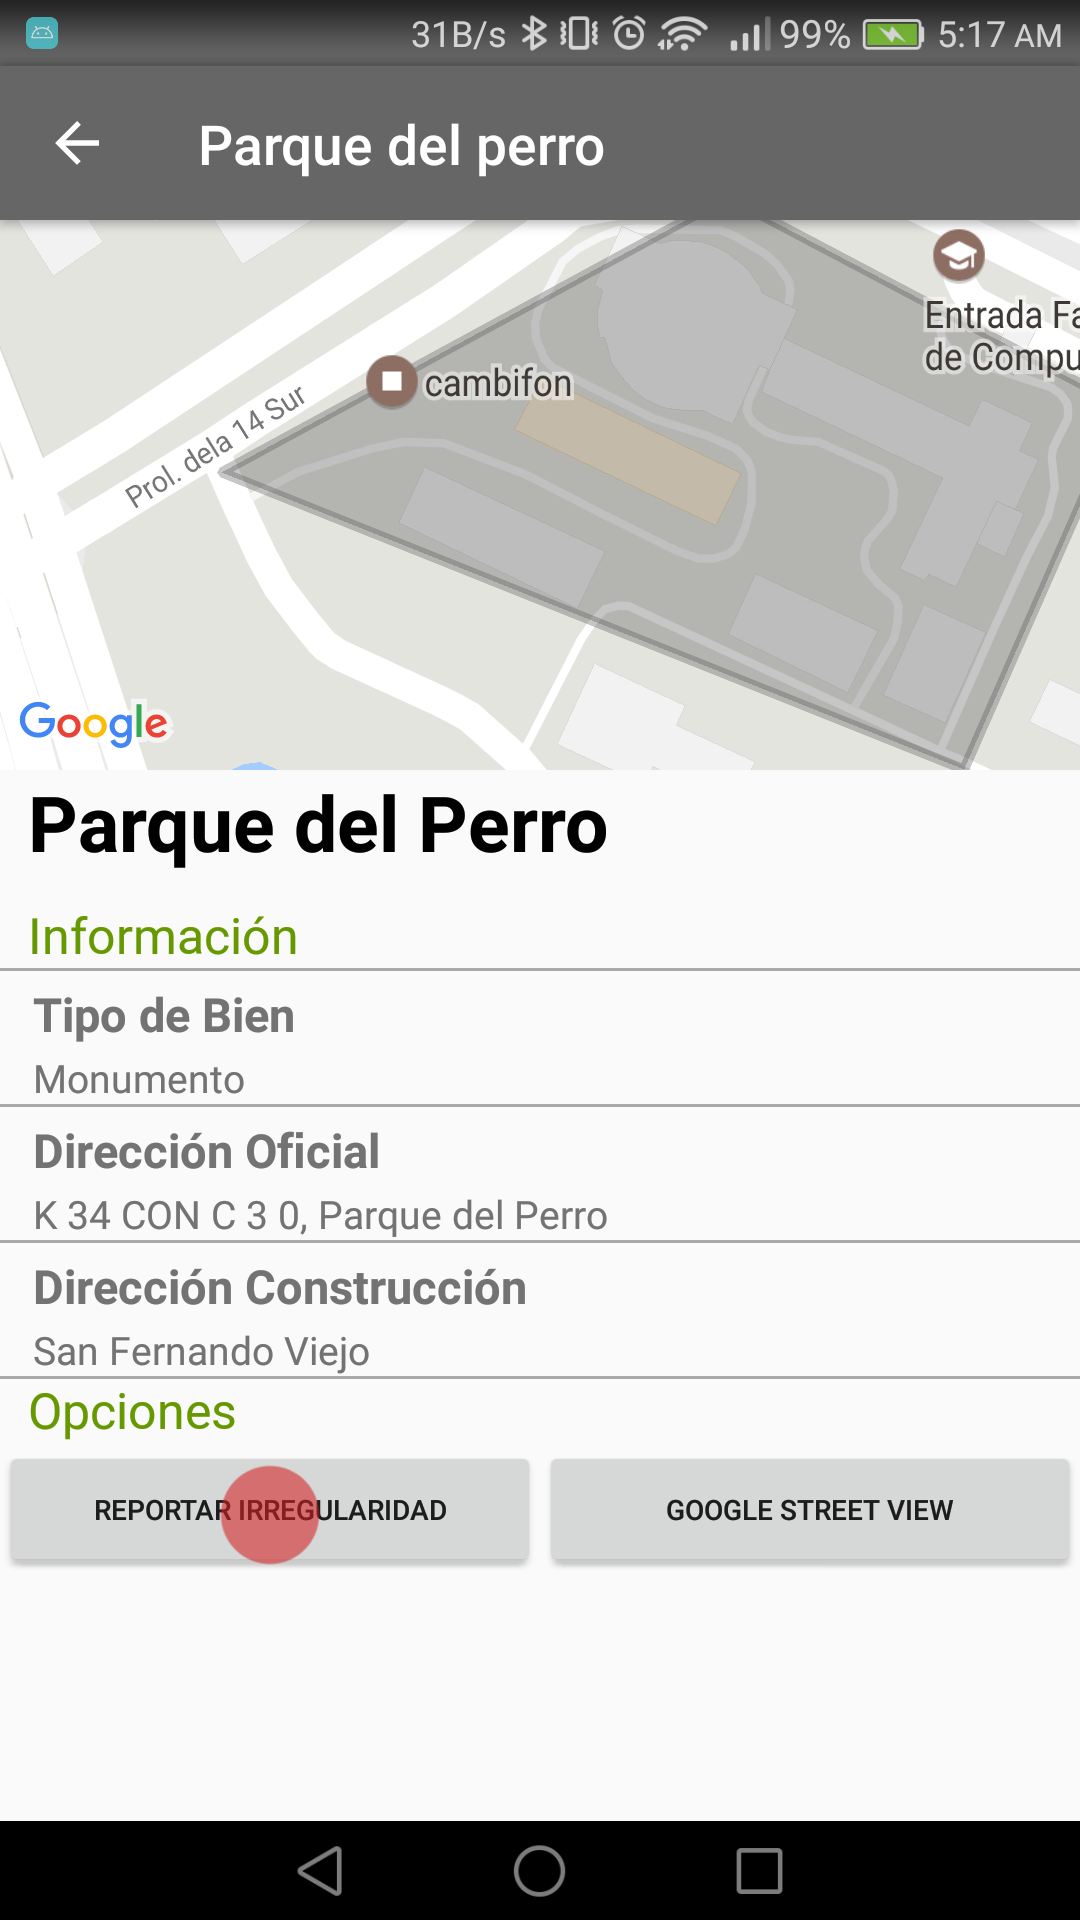 31B/s 99% 5:17 AM
Parque del perro
Entrada Fa
de Compu
cambifon
Prol. dela 14 Sur
Google
Parque del Perro
Información
Tipo de Bien
Monumento
Dirección Oficial
K 34 CON C 3 0, Parque del Perro
Dirección Construcción
San Fernando Viejo
Opciones
REPORTAR IRREGULARIDAD GOOGLE STREET VIEW